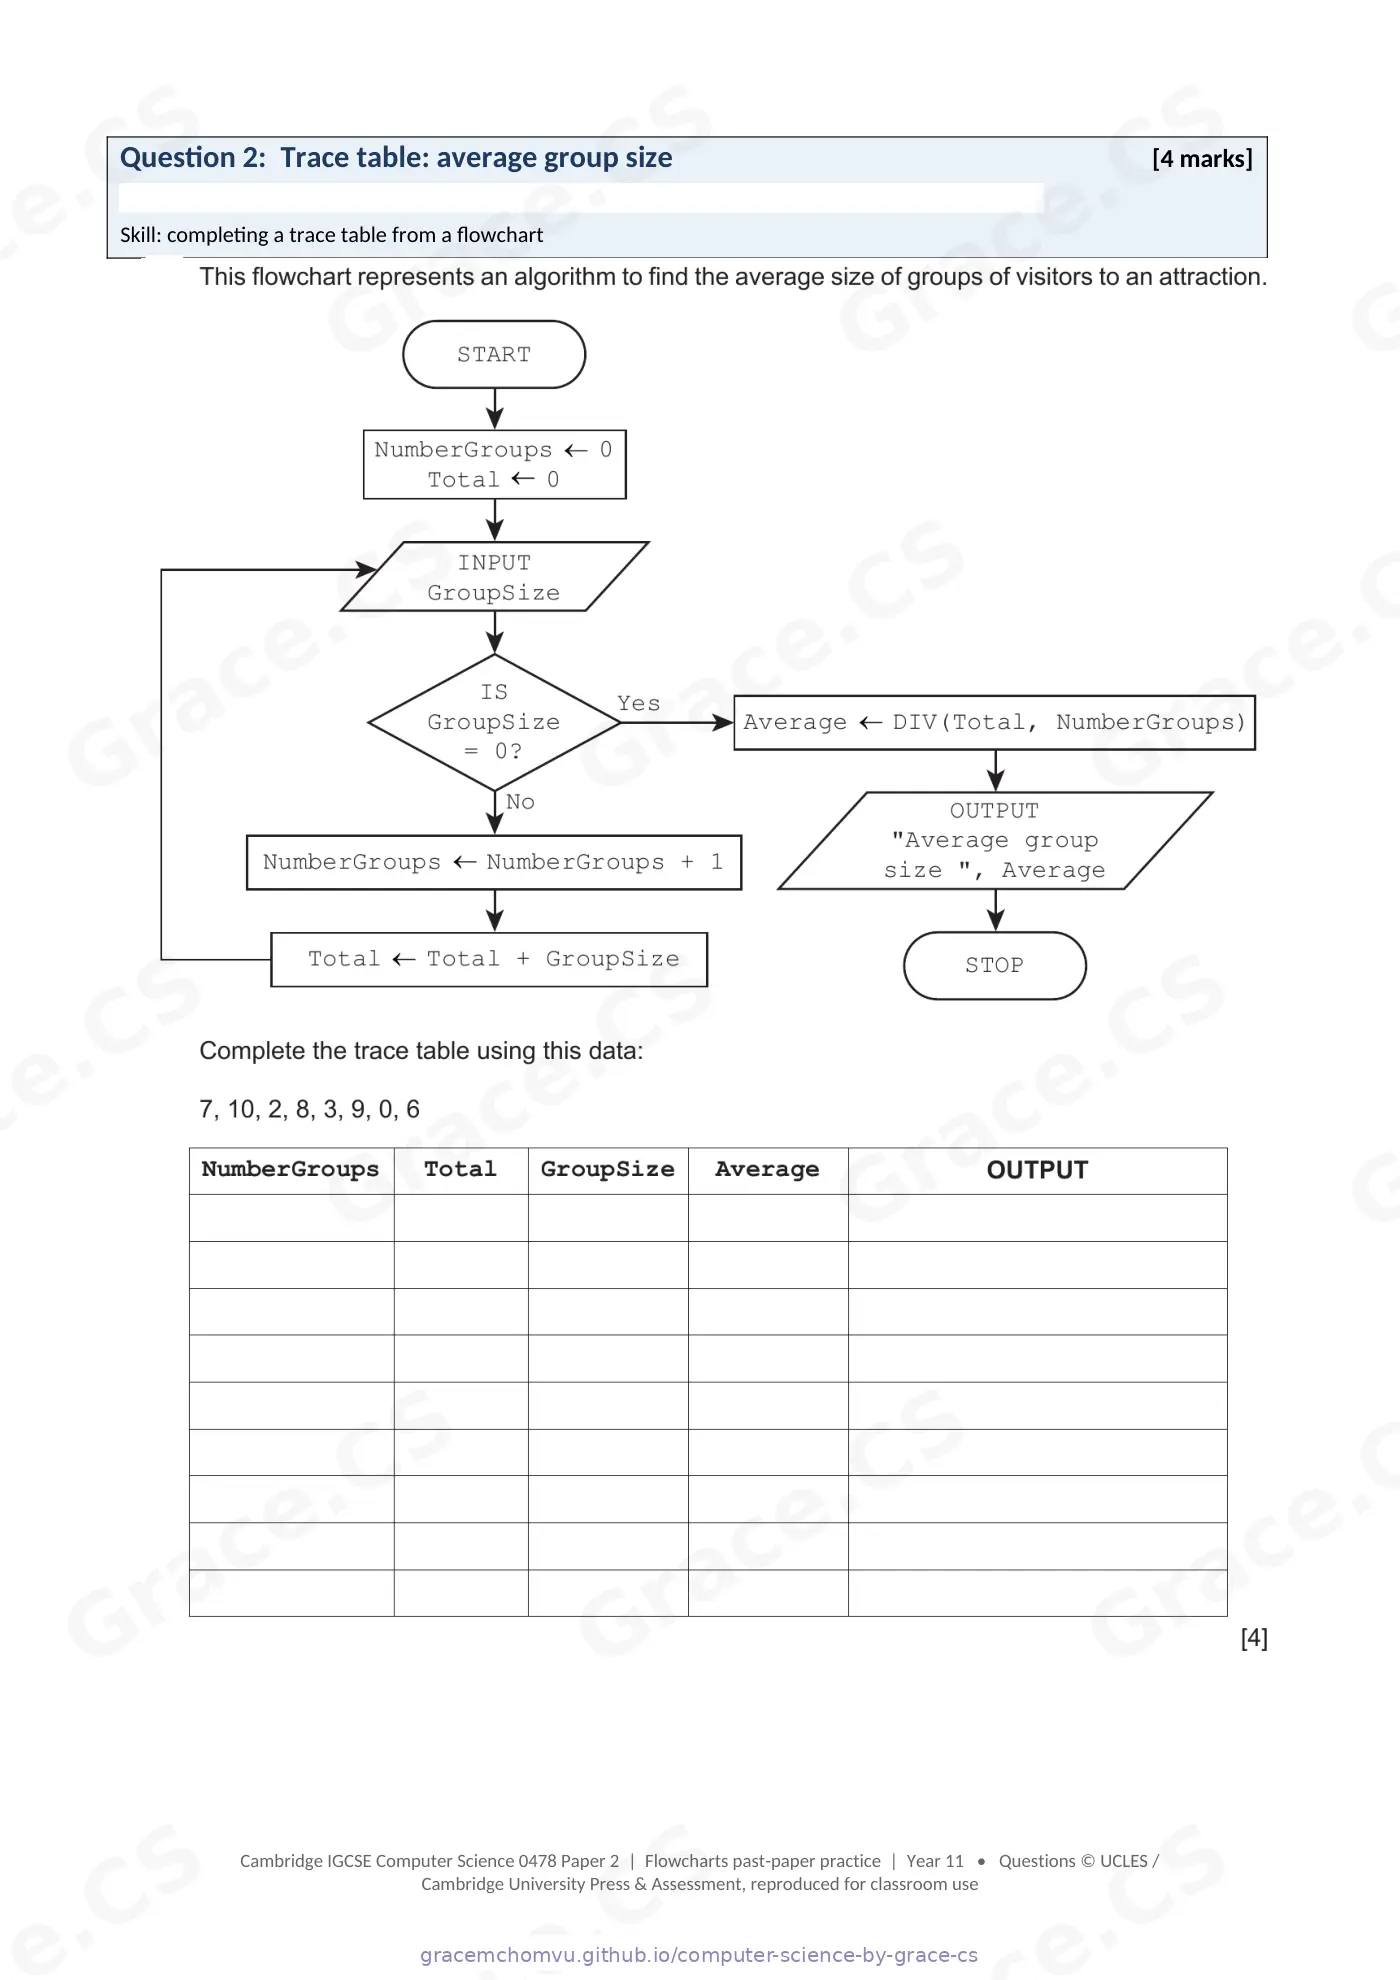 Question 2:  Trace table: average group size [4 marks]
Skill: completing a trace table from a flowchart
This flowchart represents an algorithm to find the average size of groups of visitors to an attraction.
START
NumberGroups ← 0
Total ← 0
INPUT
GroupSize
IS
GroupSize
= 0?
Yes
Average ← DIV(Total, NumberGroups)
OUTPUT
"Average group
size ", Average
STOP
No
NumberGroups ← NumberGroups + 1
Total ← Total + GroupSize
Complete the trace table using this data:
7, 10, 2, 8, 3, 9, 0, 6
NumberGroups Total GroupSize Average OUTPUT
[4]
Cambridge IGCSE Computer Science 0478 Paper 2 | Flowcharts past-paper practice | Year 11 • Questions © UCLES /
Cambridge University Press & Assessment, reproduced for classroom use
gracemchomvu.github.io/computer-science-by-grace-cs
Grace.CS